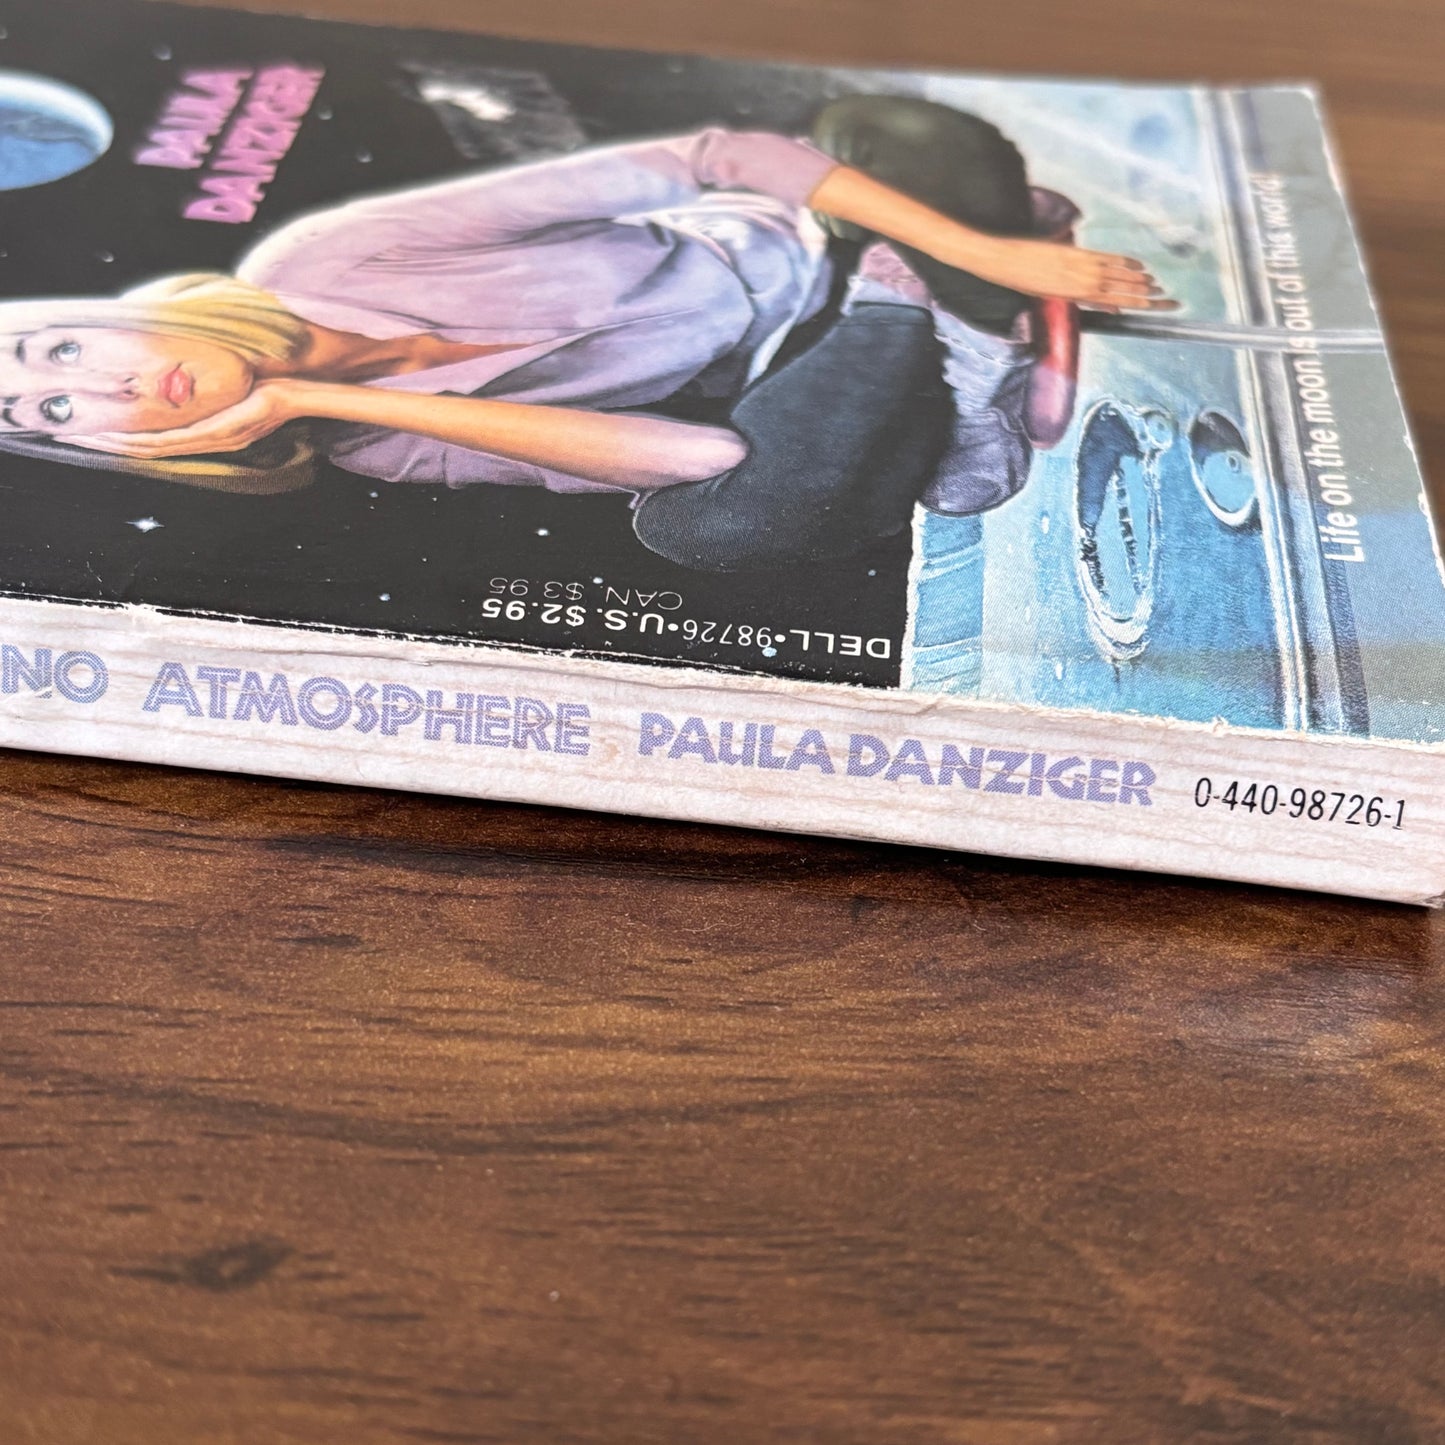 PAULA
DANZIGER
Life on the moon is out of this world!
DELL•98726•U.S. $2.95
CAN. $3.95
NO ATMOSPHERE PAULA DANZIGER 0-440-98726-1